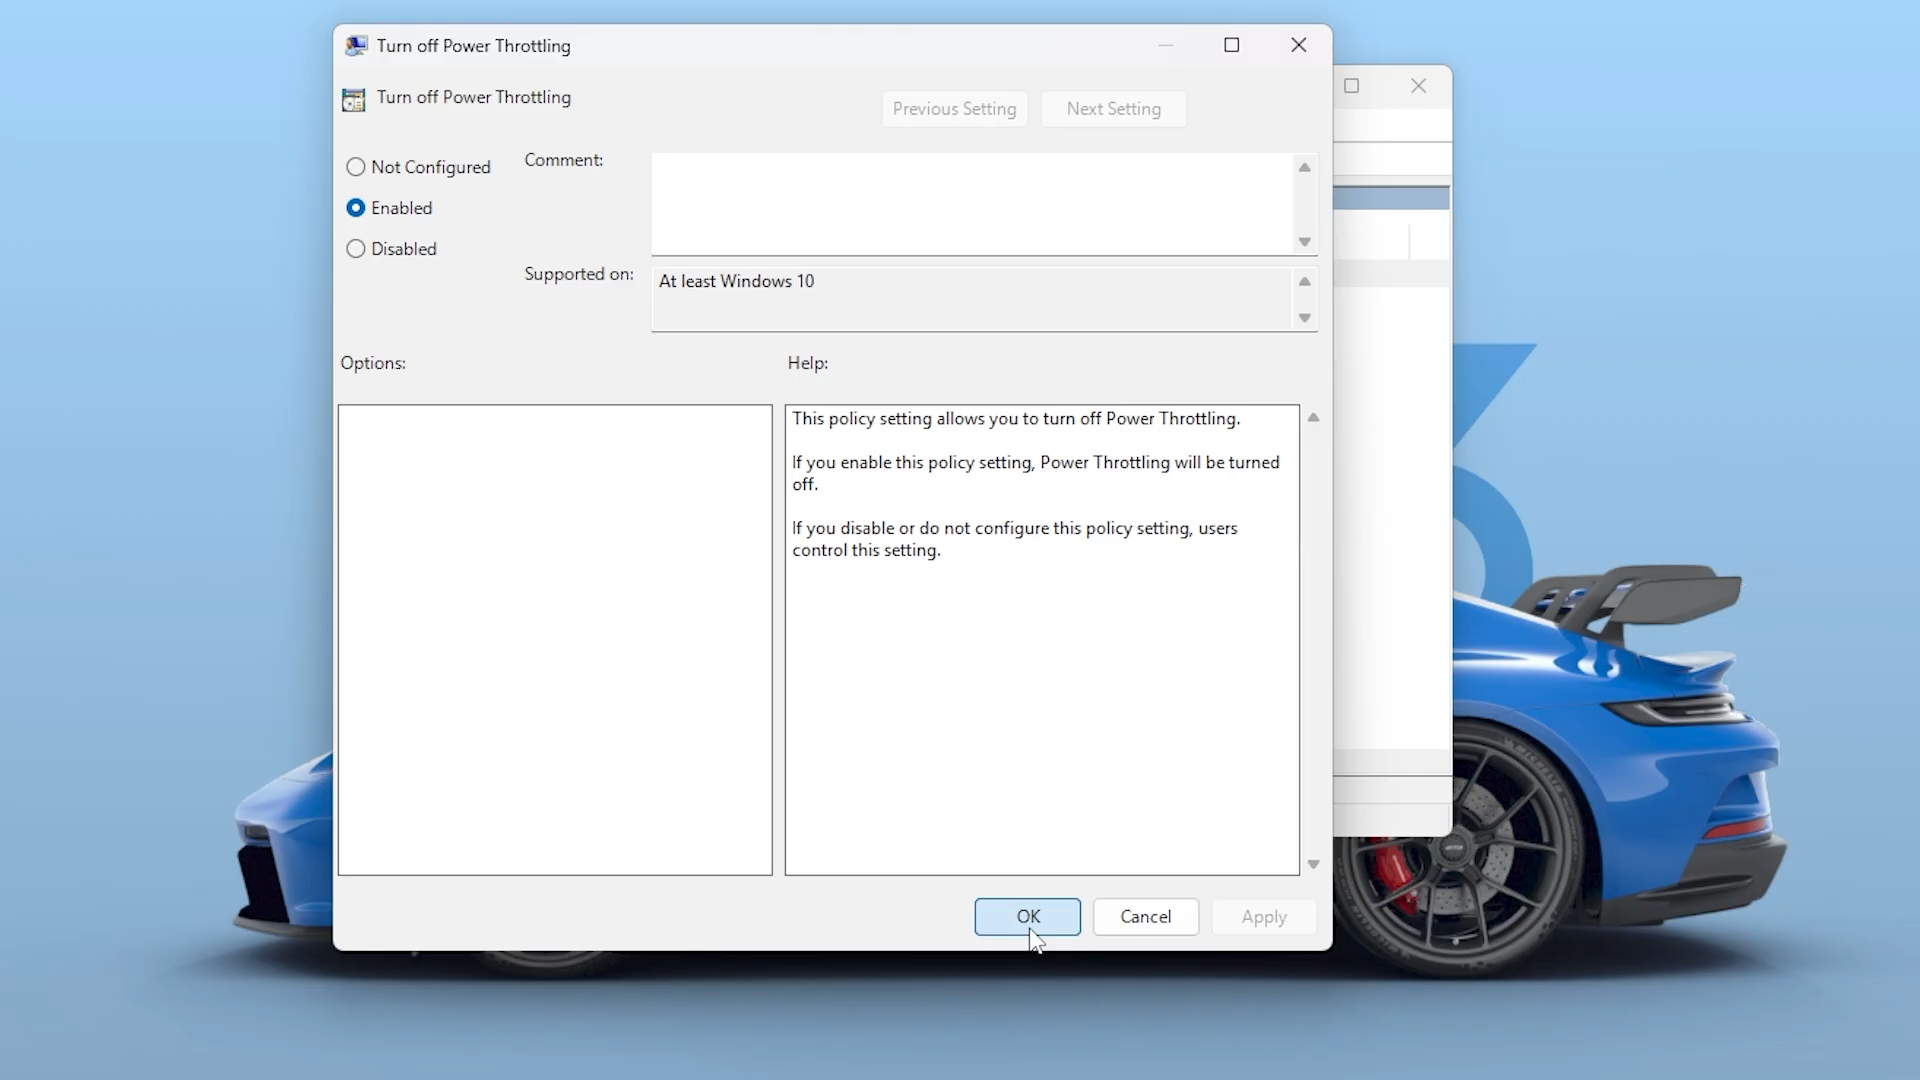 Turn off Power Throttling
Turn off Power Throttling
Previous Setting
Next Setting
Not Configured
Comment:
Enabled
Disabled
Supported on:
At least Windows 10
Options:
Help:
This policy setting allows you to turn off Power Throttling.
If you enable this policy setting, Power Throttling will be turned
off.
If you disable or do not configure this policy setting, users
control this setting.
OK
Cancel
Apply